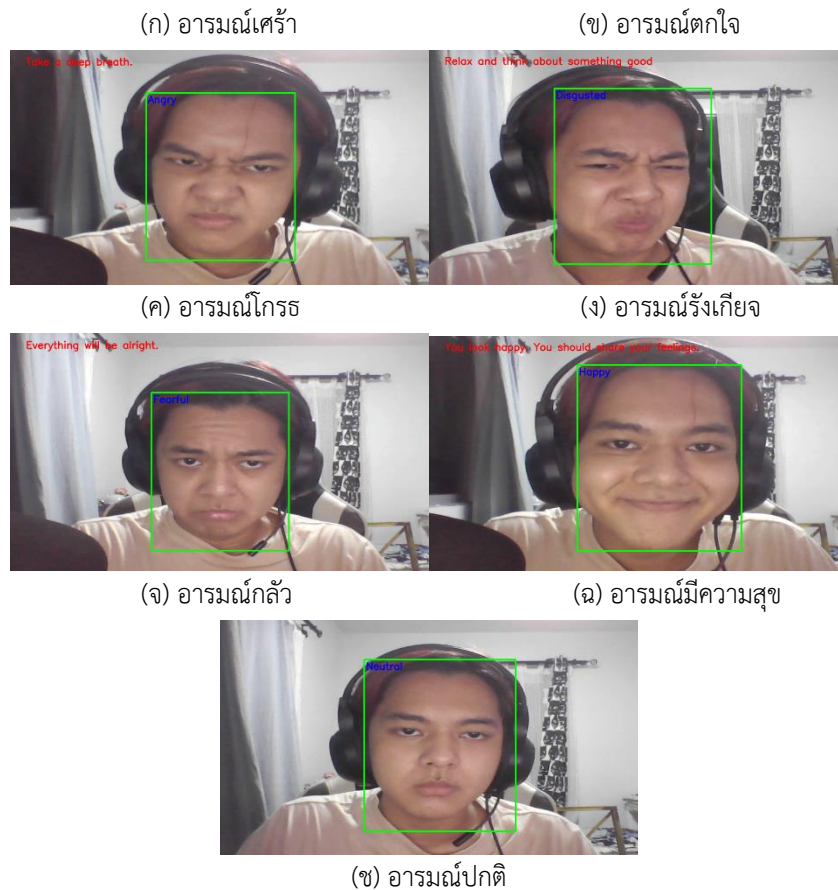 (ก) อารมณ์เศร้า
(ข) อารมณ์ตกใจ
Take a deep breath.
Angry
Relax and think about something good
Disgusted
(ค) อารมณ์โกรธ
(ง) อารมณ์รังเกียจ
Everything will be alright.
Fearful
You look happy. You should share your feelings.
Happy
(จ) อารมณ์กลัว
(ฉ) อารมณ์มีความสุข
Neutral
(ช) อารมณ์ปกติ